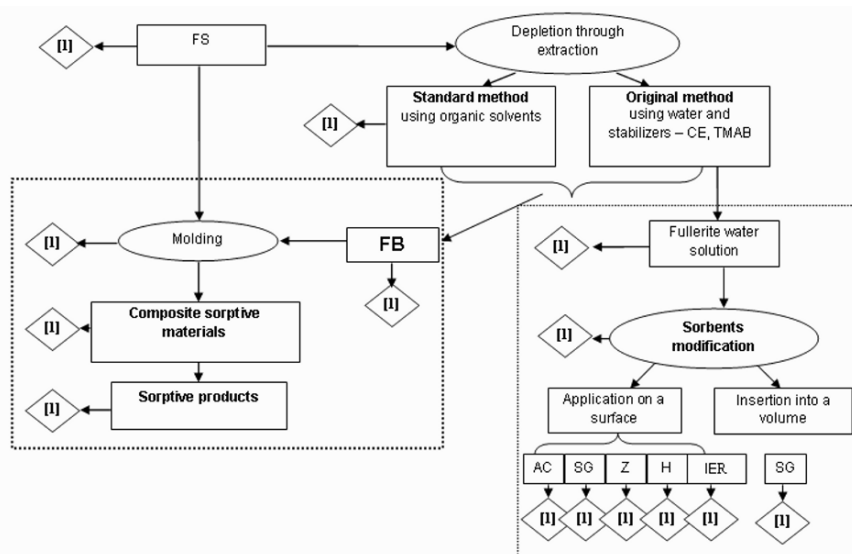 [1]
FS
Depletion through
extraction
[1]
Standard method
using organic solvents
Original method
using water and
stabilizers – CE, TMAB
[1]
Molding
FB
[1]
Fullerite water
solution
[1]
[1]
Composite sorptive
materials
[1]
Sorbents
modification
[1]
Sorptive products
Application on a
surface
Insertion into a
volume
AC
SG
Z
H
IER
SG
[1]
[1]
[1]
[1]
[1]
[1]